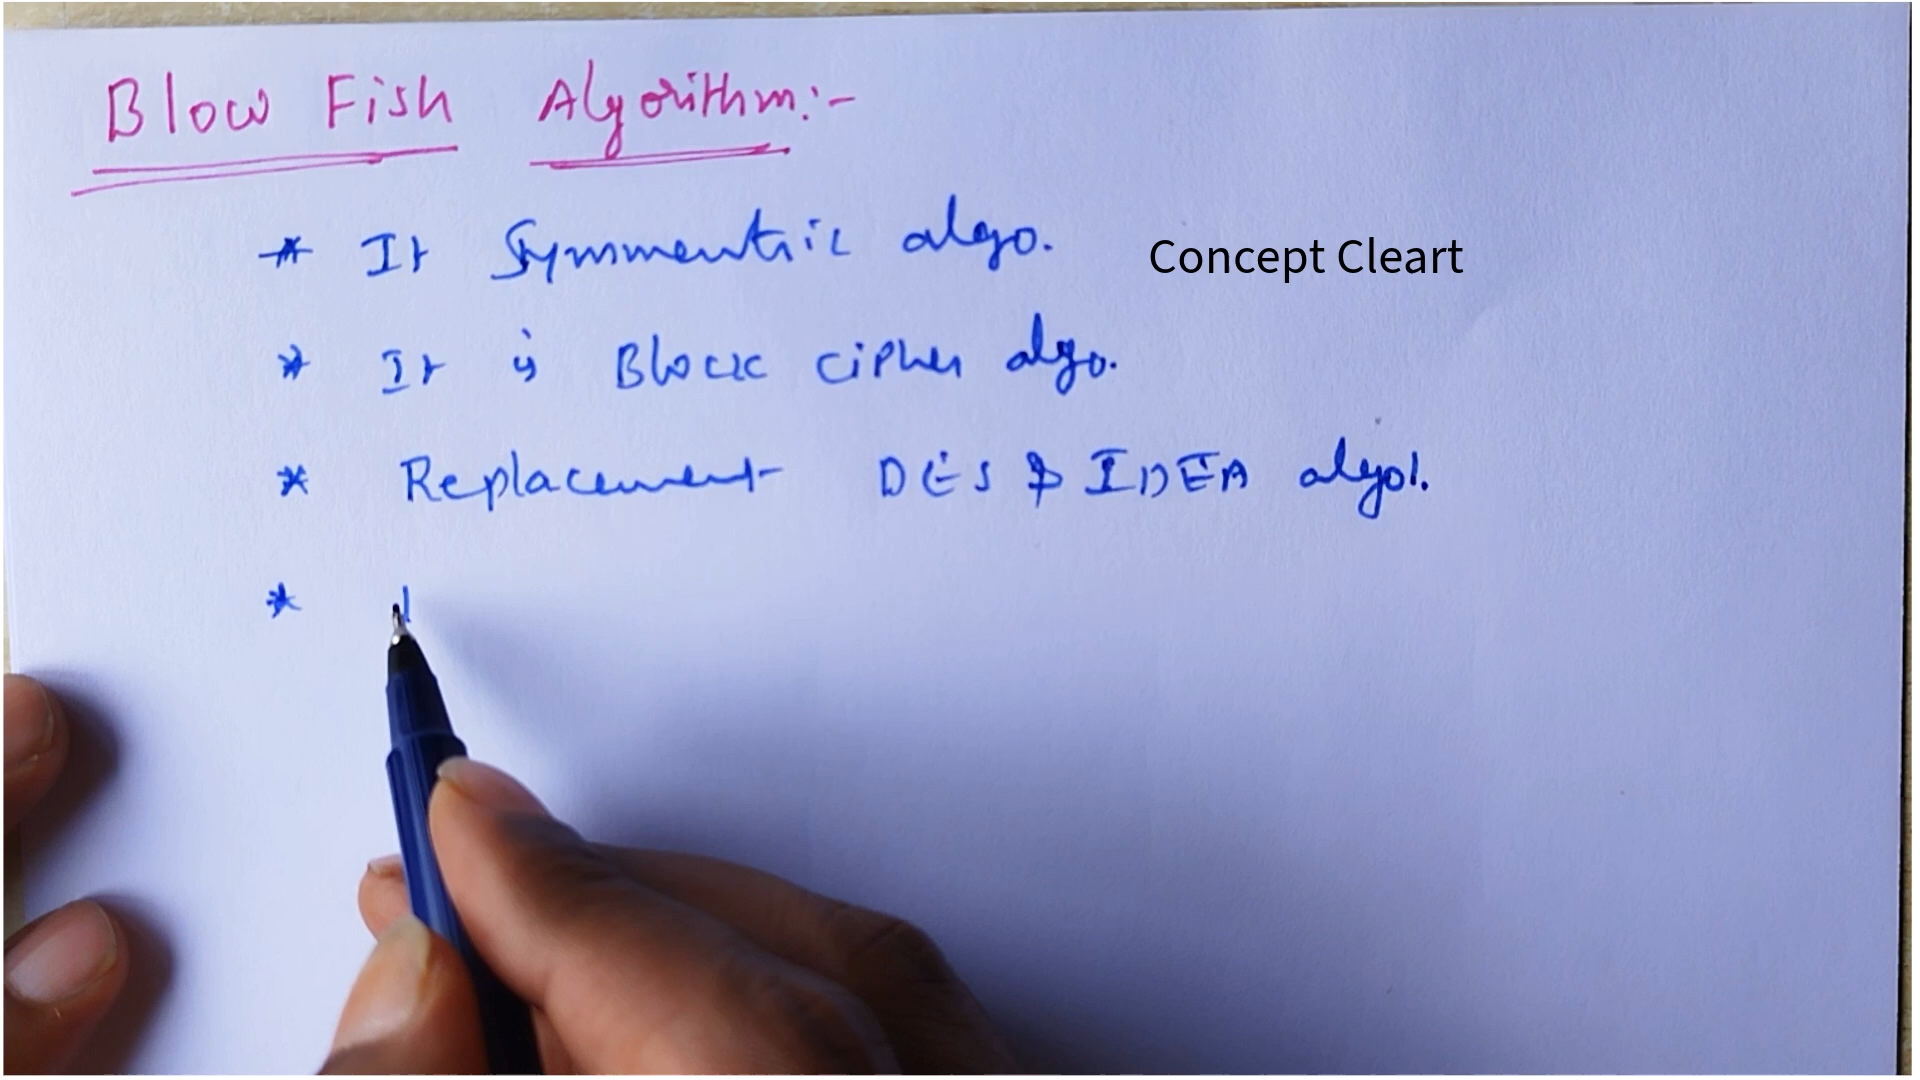 Blow Fish Algorithm:-
* It Symmentric algo. Concept Cleart
* It is Block cipher algo.
* Replacement DES & IDEA algo.
*